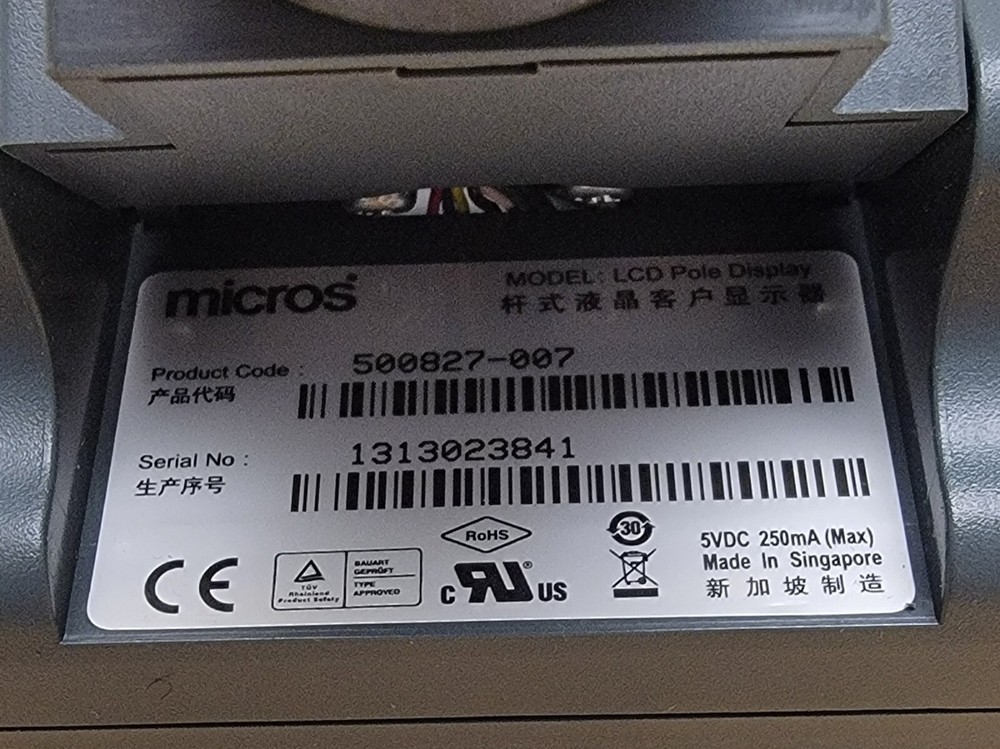 micros®
MODEL: LCD Pole Display
杆式液晶客户显示器
Product Code : 500827-007
产品代码
Serial No : 1313023841
生产序号
CE
TÜV
Rheinland
Product Safety
BAUART
GEPRÜFT
TYPE
APPROVED
RoHS
c RU® US
30
5VDC 250mA (Max)
Made In Singapore
新加坡制造